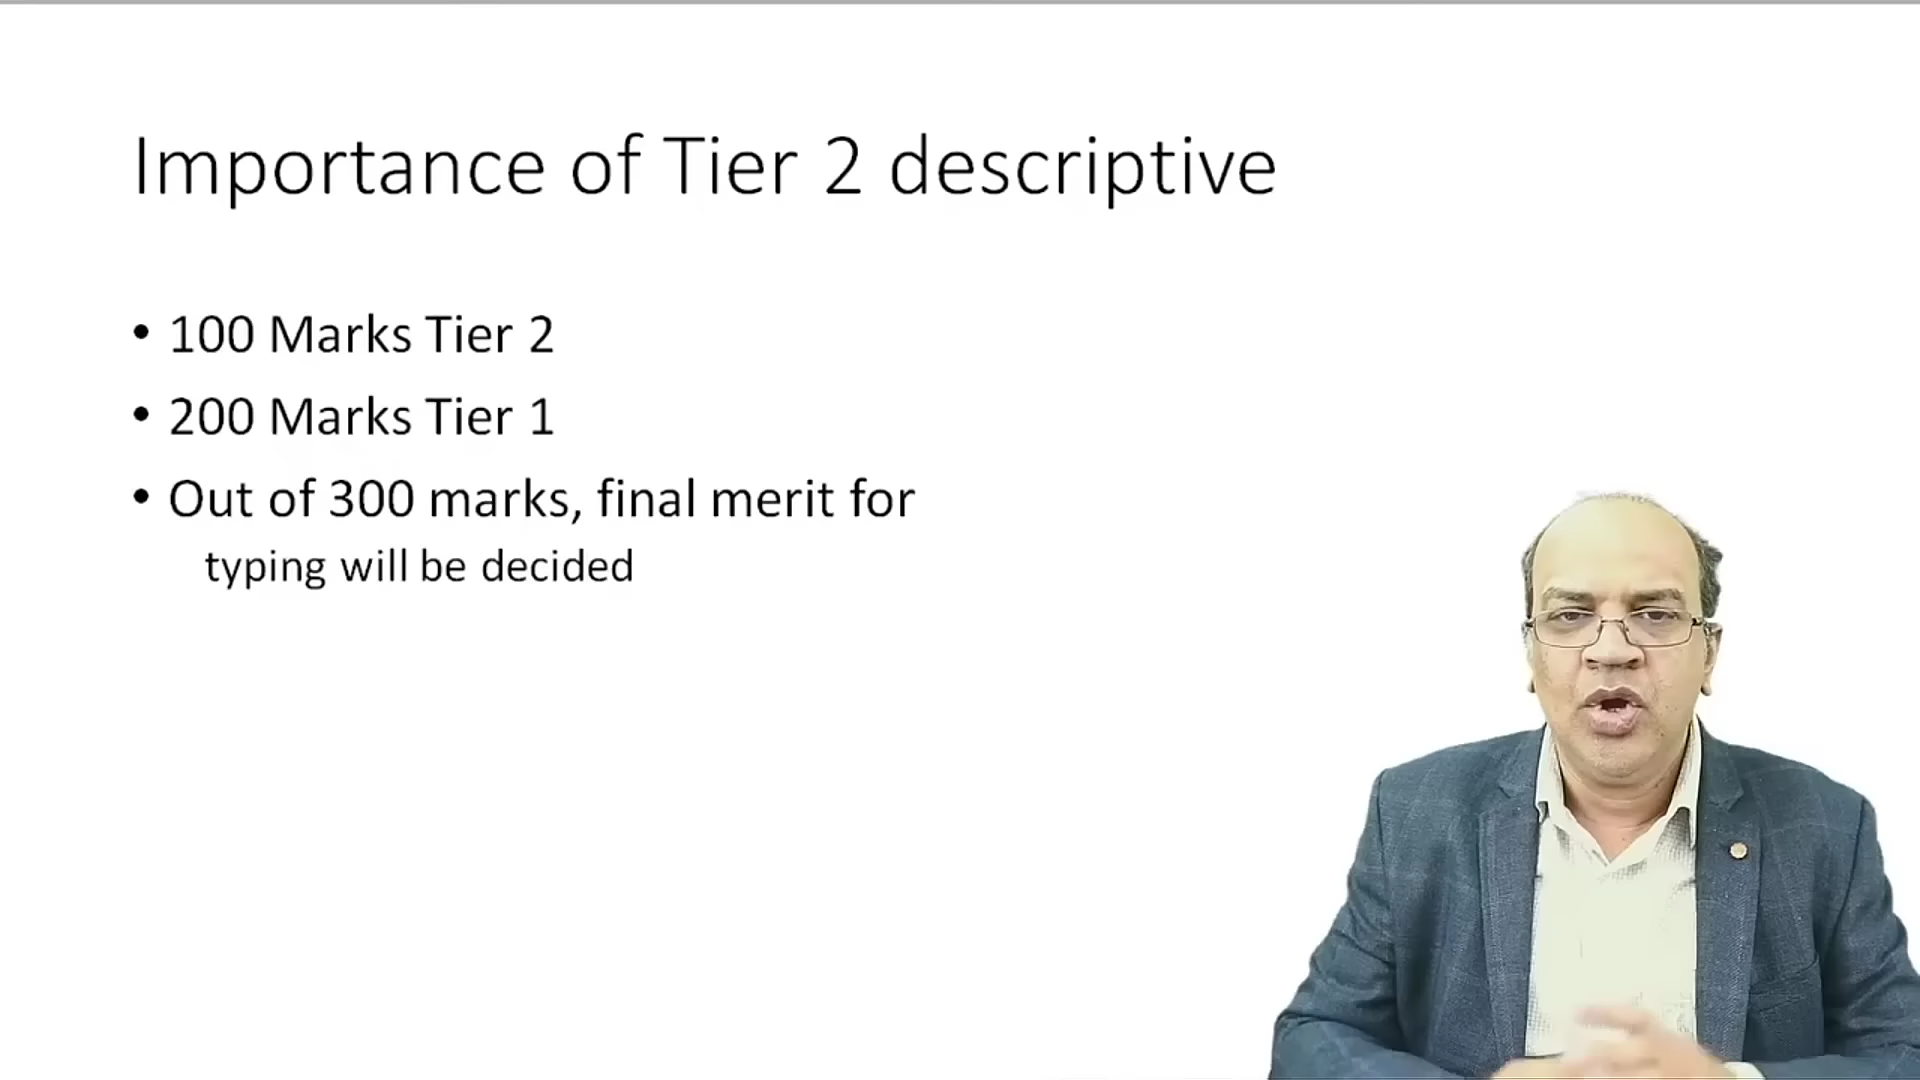 Importance of Tier 2 descriptive
• 100 Marks Tier 2
• 200 Marks Tier 1
• Out of 300 marks, final merit for
typing will be decided